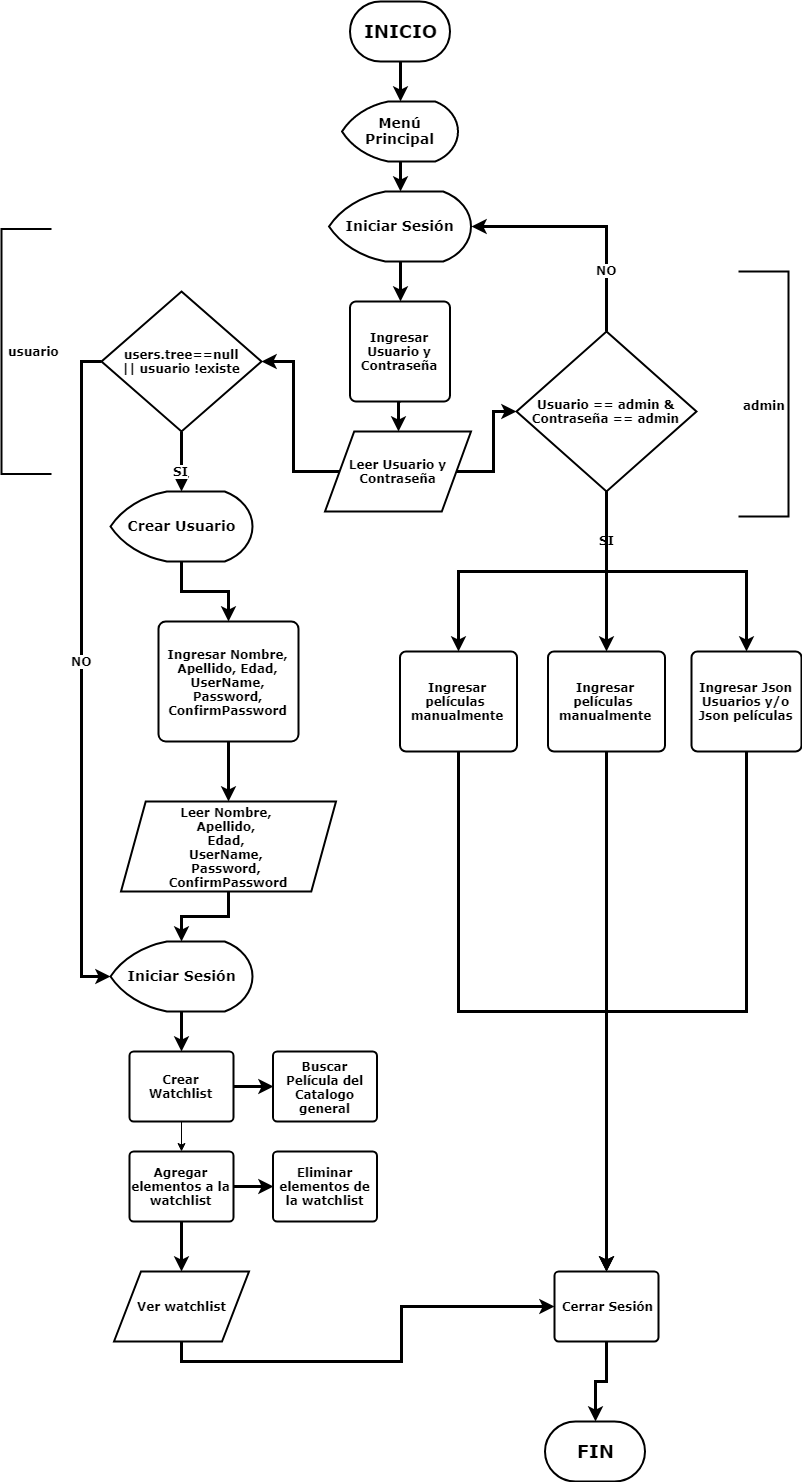 INICIO
Menú
Principal
Iniciar Sesión
NO
Ingresar
Usuario y
Contraseña
usuario
users.tree==null
|| usuario !existe
Usuario == admin &
Contraseña == admin
admin
Leer Usuario y
Contraseña
SI
Crear Usuario
SI
Ingresar Nombre,
Apellido, Edad,
UserName,
Password,
ConfirmPassword
NO
Ingresar
películas
manualmente
Ingresar
películas
manualmente
Ingresar Json
Usuarios y/o
Json películas
Leer Nombre,
Apellido,
Edad,
UserName,
Password,
ConfirmPassword
Iniciar Sesión
Crear
Watchlist
Buscar
Película del
Catalogo
general
Agregar
elementos a la
watchlist
Eliminar
elementos de
la watchlist
Ver watchlist
Cerrar Sesión
FIN